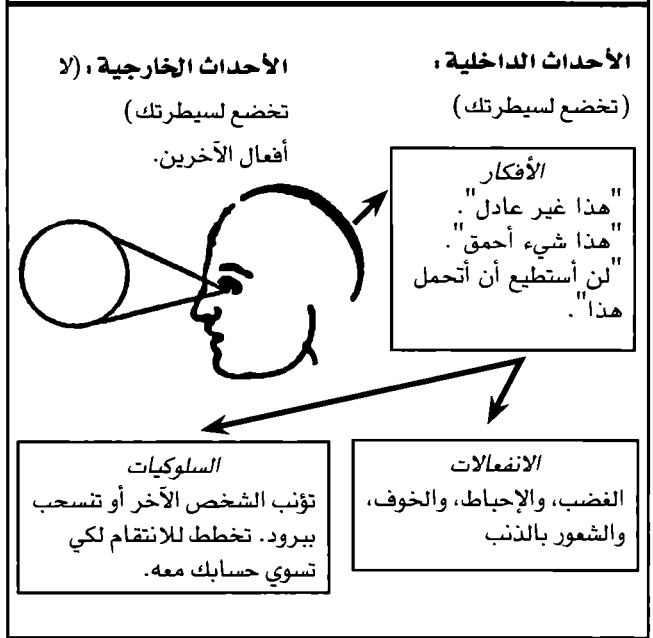 الأحداث الداخلية:
(تخضع لسيطرتك)
الأحداث الخارجية: (لا
تخضع لسيطرتك)
أفعال الآخرين.
الأفكار
"هذا غير عادل".
"هذا شيء أحمق".
"لن أستطيع أن أتحمل
هذا".
الانفعالات
الغضب، والإحباط، والخوف،
والشعور بالذنب
السلوكيات
تؤنب الشخص الآخر أو تنسحب
ببرود. تخطط للانتقام لكي
تسوي حسابك معه.